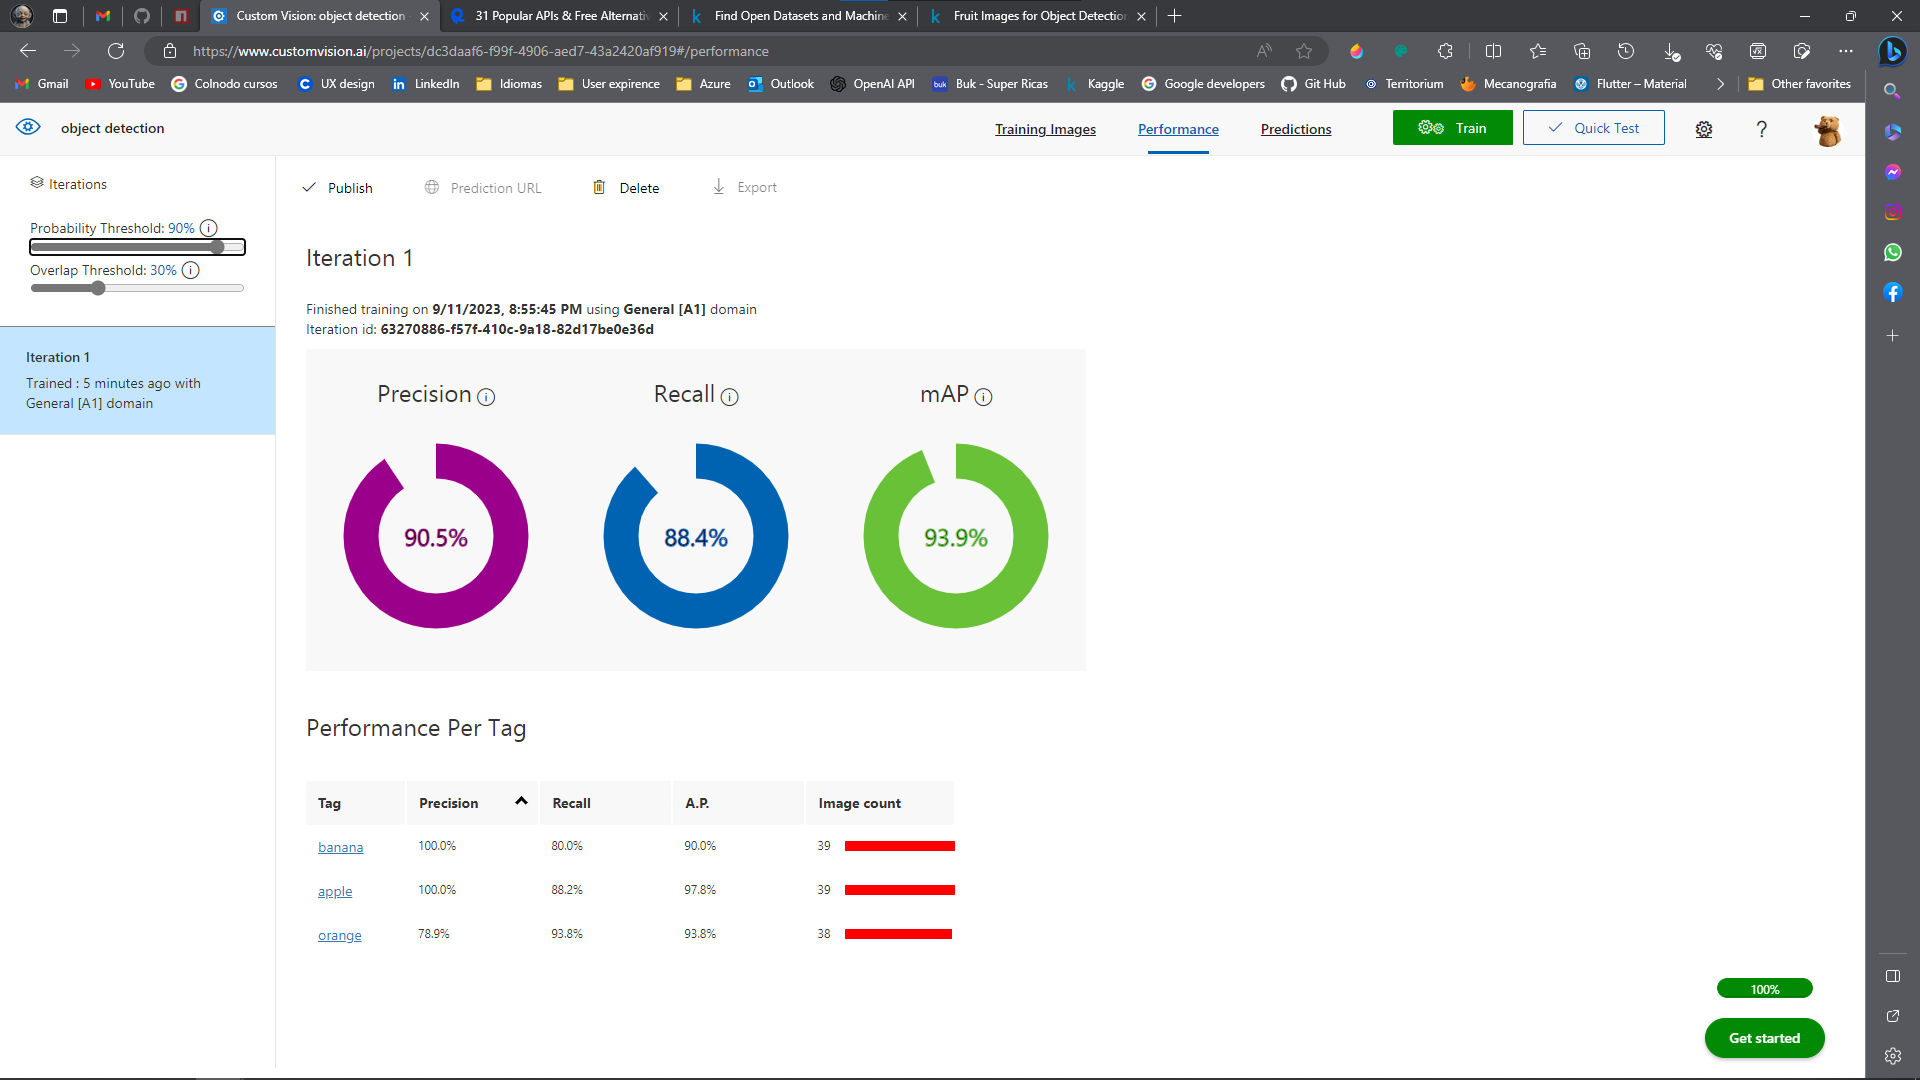 Custom Vision: object detection
31 Popular APIs & Free Alternativ
Find Open Datasets and Machine
Fruit Images for Object Detection
https://www.customvision.ai/projects/dc3daaf6-f99f-4906-aed7-43a2420af919#/performance
Gmail YouTube Colnodo cursos UX design LinkedIn Idiomas User expirence Azure Outlook OpenAI API Buk - Super Ricas Kaggle Google developers Git Hub Territorium Mecanografia Flutter – Material Other favorites
object detection
Training Images Performance Predictions Train Quick Test ?
Iterations
Probability Threshold: 90% i
Overlap Threshold: 30% i
Iteration 1
Trained : 5 minutes ago with
General [A1] domain
Publish Prediction URL Delete Export
Iteration 1
Finished training on 9/11/2023, 8:55:45 PM using General [A1] domain
Iteration id: 63270886-f57f-410c-9a18-82d17be0e36d
Precision i Recall i mAP i
90.5% 88.4% 93.9%
Performance Per Tag
Tag Precision Recall A.P. Image count
banana 100.0% 80.0% 90.0% 39
apple 100.0% 88.2% 97.8% 39
orange 78.9% 93.8% 93.8% 38
100%
Get started